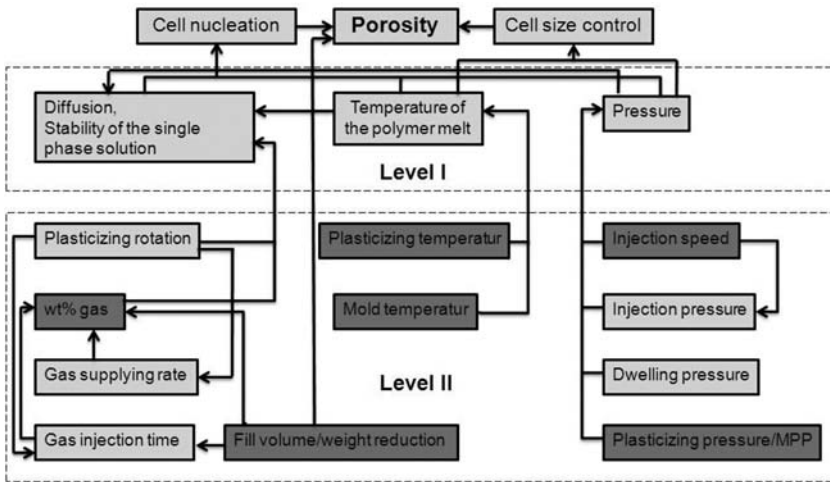 Cell nucleation
Porosity
Cell size control
Diffusion,
Stability of the single
phase solution
Temperature of
the polymer melt
Pressure
Level I
Plasticizing rotation
Plasticizing temperatur
Injection speed
wt% gas
Mold temperatur
Injection pressure
Gas supplying rate
Level II
Dwelling pressure
Gas injection time
Fill volume/weight reduction
Plasticizing pressure/MPP